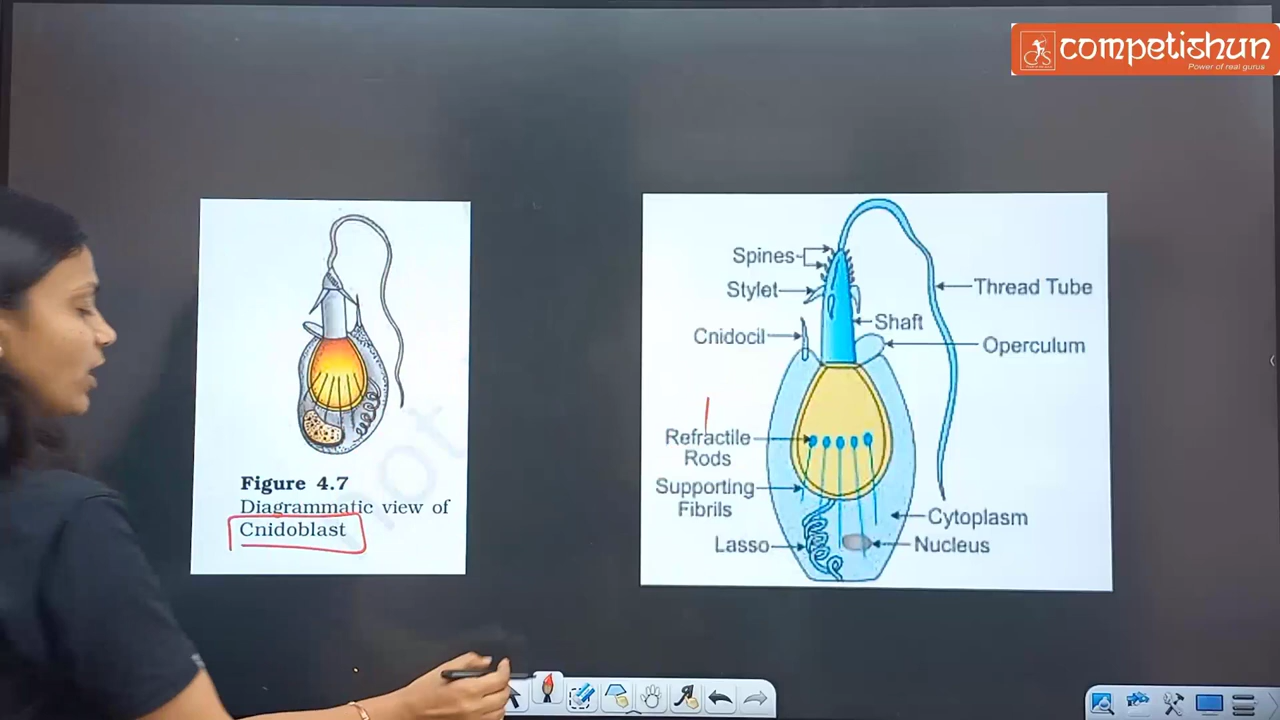 competishun
Power of real gurus
Figure 4.7
Diagrammatic view of
Cnidoblast
Spines
Stylet
Cnidocil
Refractile
Rods
Supporting
Fibrils
Lasso
Thread Tube
Shaft
Operculum
Cytoplasm
Nucleus
not